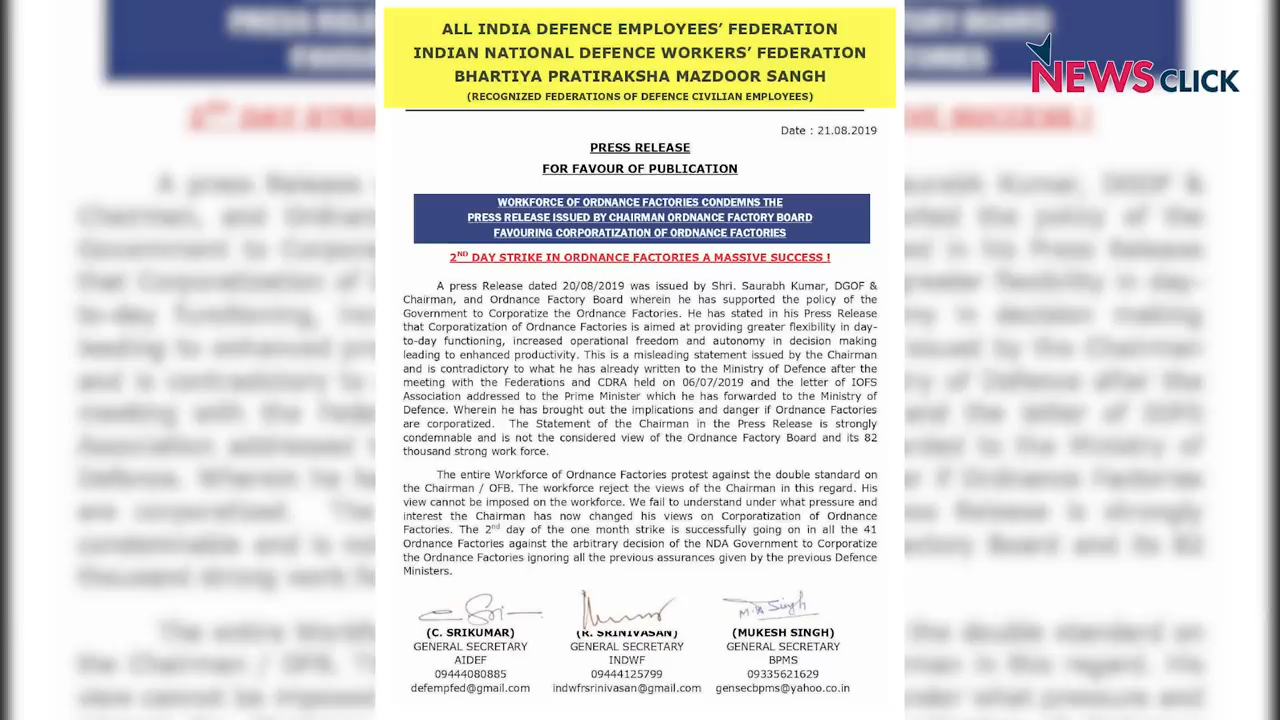 ALL INDIA DEFENCE EMPLOYEES’ FEDERATION
INDIAN NATIONAL DEFENCE WORKERS’ FEDERATION
BHARTIYA PRATIRAKSHA MAZDOOR SANGH
(RECOGNIZED FEDERATIONS OF DEFENCE CIVILIAN EMPLOYEES)
NEWSCLICK
Date : 21.08.2019
PRESS RELEASE
FOR FAVOUR OF PUBLICATION
WORKFORCE OF ORDNANCE FACTORIES CONDEMNS THE
PRESS RELEASE ISSUED BY CHAIRMAN ORDNANCE FACTORY BOARD
FAVOURING CORPORATIZATION OF ORDNANCE FACTORIES
2ND DAY STRIKE IN ORDNANCE FACTORIES A MASSIVE SUCCESS !
A press Release dated 20/08/2019 was issued by Shri. Saurabh Kumar, DGOF &
Chairman, and Ordnance Factory Board wherein he has supported the policy of the
Government to Corporatize the Ordnance Factories. He has stated in his Press Release
that Corporatization of Ordnance Factories is aimed at providing greater flexibility in day-
to-day functioning, increased operational freedom and autonomy in decision making
leading to enhanced productivity. This is a misleading statement issued by the Chairman
and is contradictory to what he has already written to the Ministry of Defence after the
meeting with the Federations and CDRA held on 06/07/2019 and the letter of IOFS
Association addressed to the Prime Minister which he has forwarded to the Ministry of
Defence. Wherein he has brought out the implications and danger if Ordnance Factories
are corporatized. The Statement of the Chairman in the Press Release is strongly
condemnable and is not the considered view of the Ordnance Factory Board and its 82
thousand strong work force.
The entire Workforce of Ordnance Factories protest against the double standard on
the Chairman / OFB. The workforce reject the views of the Chairman in this regard. His
view cannot be imposed on the workforce. We fail to understand under what pressure and
interest the Chairman has now changed his views on Corporatization of Ordnance
Factories. The 2nd day of the one month strike is successfully going on in all the 41
Ordnance Factories against the arbitrary decision of the NDA Government to Corporatize
the Ordnance Factories ignoring all the previous assurances given by the previous Defence
Ministers.
M.K Singh
(C. SRIKUMAR) (R. SRINIVASAN) (MUKESH SINGH)
GENERAL SECRETARY GENERAL SECRETARY GENERAL SECRETARY
AIDEF INDWF BPMS
09444080885 09444125799 09335621629
defempfed@gmail.com indwfrsrinivasan@gmail.com gensecbpms@yahoo.co.in